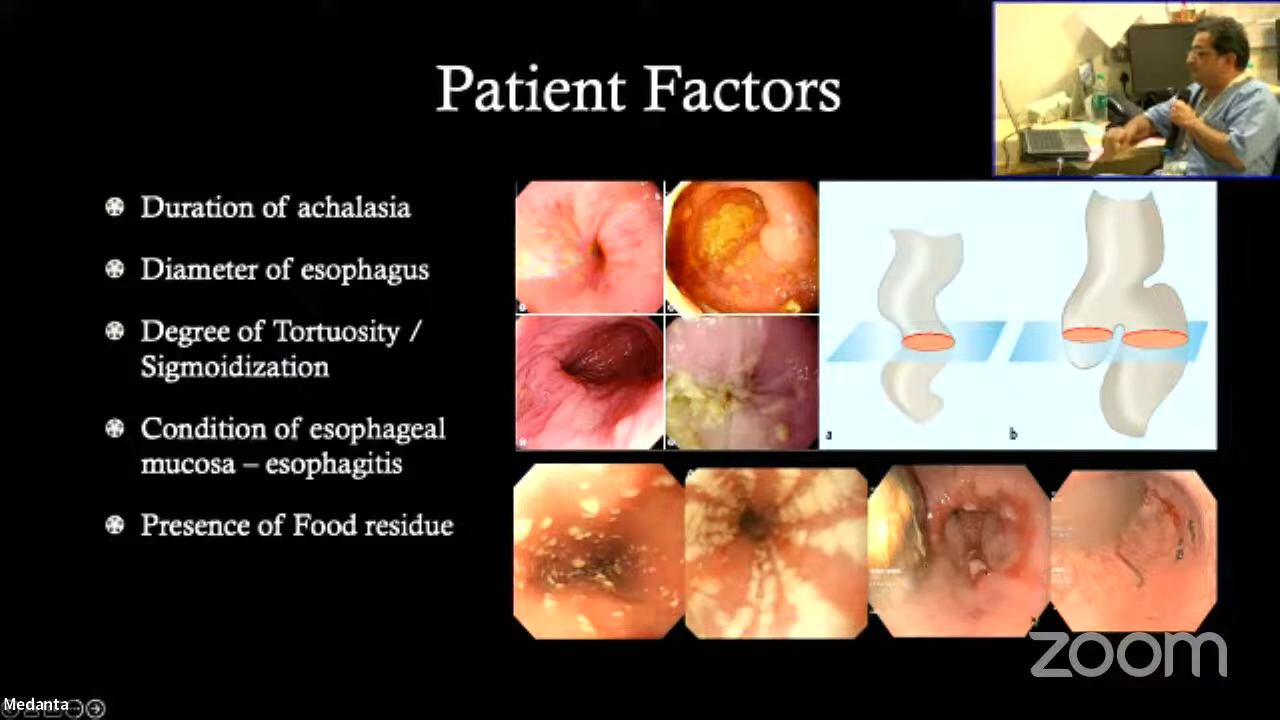 Patient Factors
Duration of achalasia
Diameter of esophagus
Degree of Tortuosity /
Sigmoidization
Condition of esophageal
mucosa – esophagitis
Presence of Food residue
a
b
zoom
Medanta